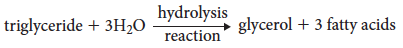 triglyceride + 3H₂O hydrolysis reaction → glycerol + 3 fatty acids